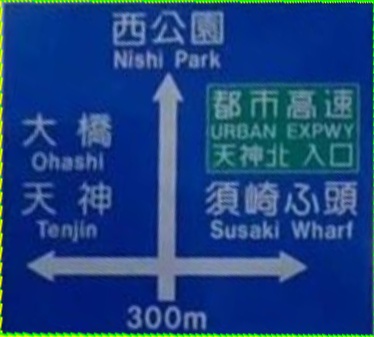 西公園
Nishi Park
大橋
Ohashi
天神
Tenjin
都市高速
URBAN EXPWY
天神北 入口
須崎ふ頭
Susaki Wharf
300m